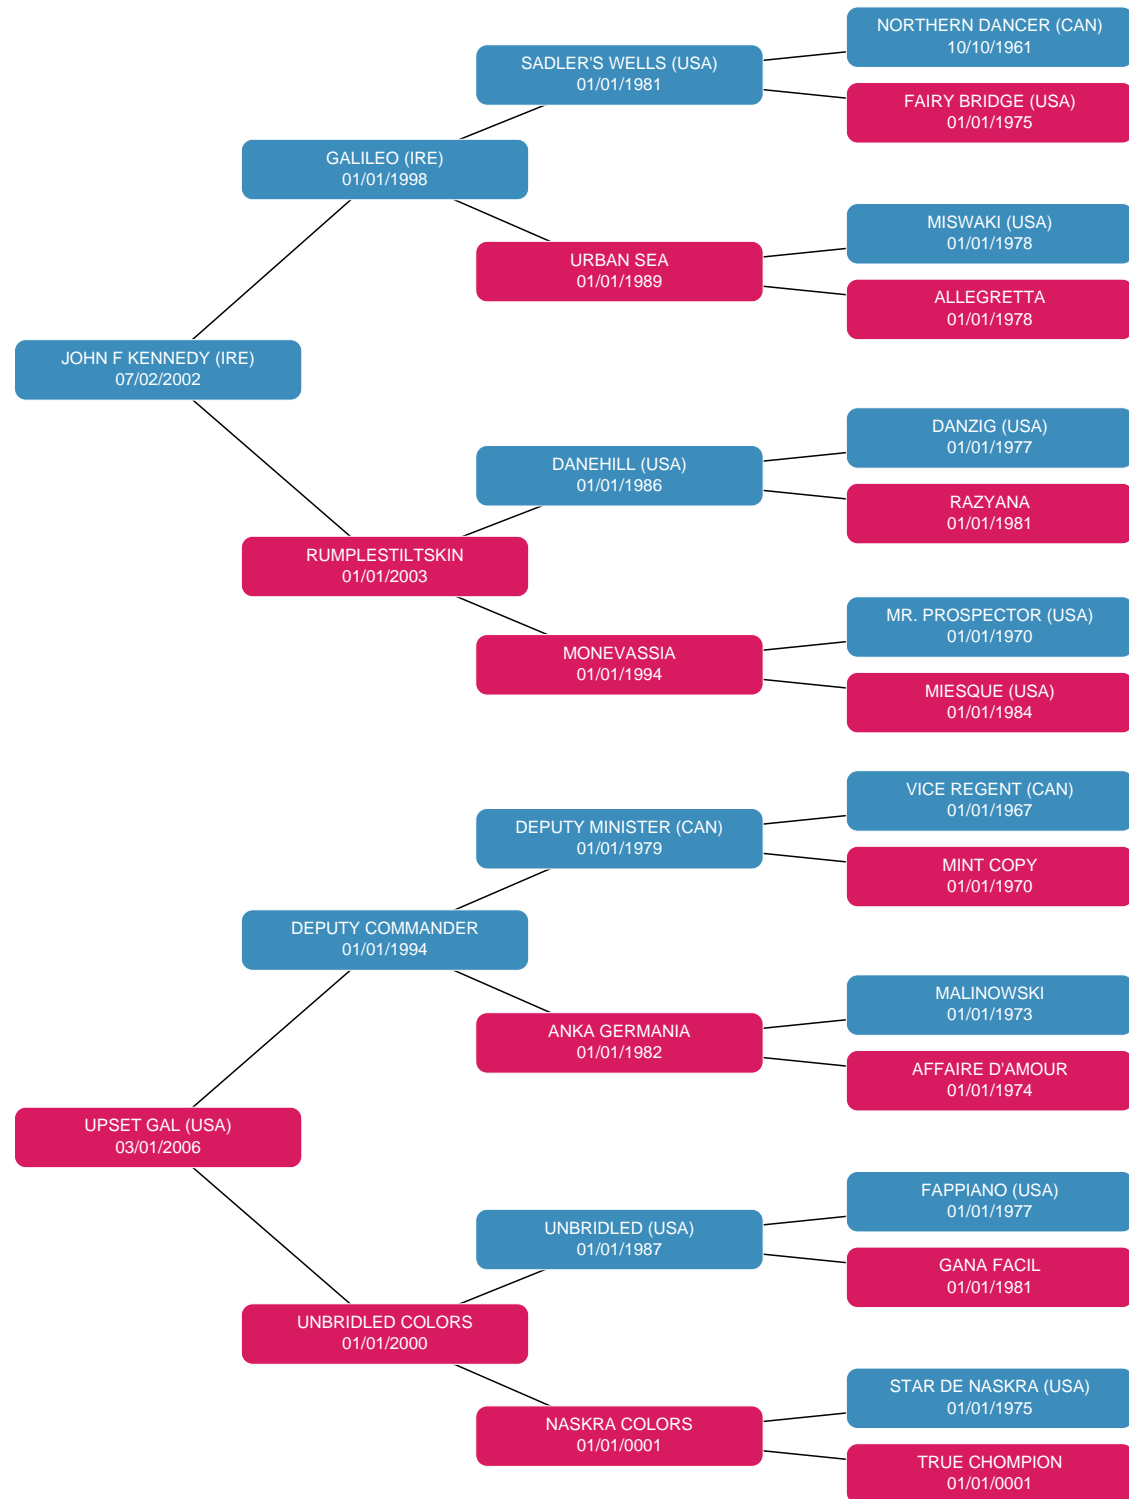 NORTHERN DANCER (CAN)
10/10/1961
SADLER'S WELLS (USA)
01/01/1981
FAIRY BRIDGE (USA)
01/01/1975
GALILEO (IRE)
01/01/1998
MISWAKI (USA)
01/01/1978
URBAN SEA
01/01/1989
ALLEGRETTA
01/01/1978
JOHN F KENNEDY (IRE)
07/02/2002
DANZIG (USA)
01/01/1977
DANEHILL (USA)
01/01/1986
RAZYANA
01/01/1981
RUMPLESTILTSKIN
01/01/2003
MR. PROSPECTOR (USA)
01/01/1970
MONEVASSIA
01/01/1994
MIESQUE (USA)
01/01/1984
VICE REGENT (CAN)
01/01/1967
DEPUTY MINISTER (CAN)
01/01/1979
MINT COPY
01/01/1970
DEPUTY COMMANDER
01/01/1994
MALINOWSKI
01/01/1973
ANKA GERMANIA
01/01/1982
AFFAIRE D'AMOUR
01/01/1974
UPSET GAL (USA)
03/01/2006
FAPPIANO (USA)
01/01/1977
UNBRIDLED (USA)
01/01/1987
GANA FACIL
01/01/1981
UNBRIDLED COLORS
01/01/2000
STAR DE NASKRA (USA)
01/01/1975
NASKRA COLORS
01/01/0001
TRUE CHOMPION
01/01/0001